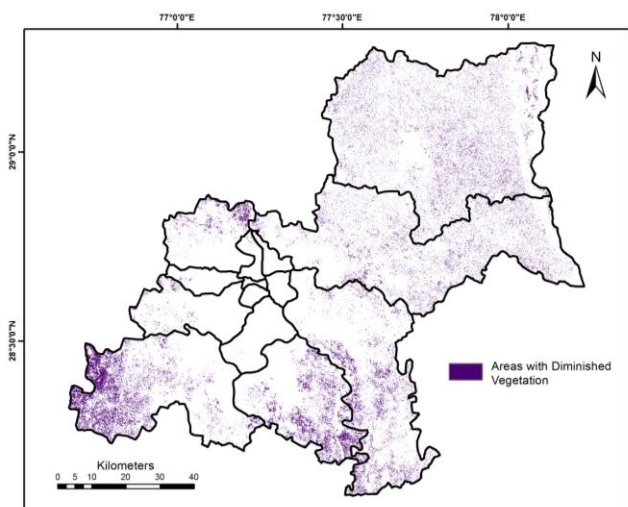 77°0'0"E 77°30'0"E 78°0'0"E
N
29°0'0"N
28°30'0"N
Areas with Diminished
Vegetation
Kilometers
0 5 10 20 30 40